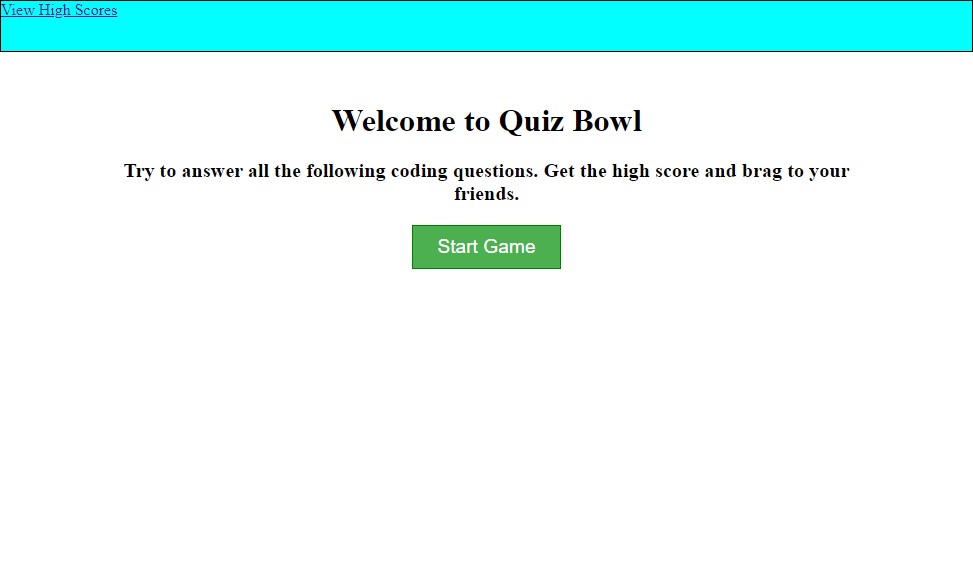 View High Scores
Welcome to Quiz Bowl
Try to answer all the following coding questions. Get the high score and brag to your
friends.
Start Game